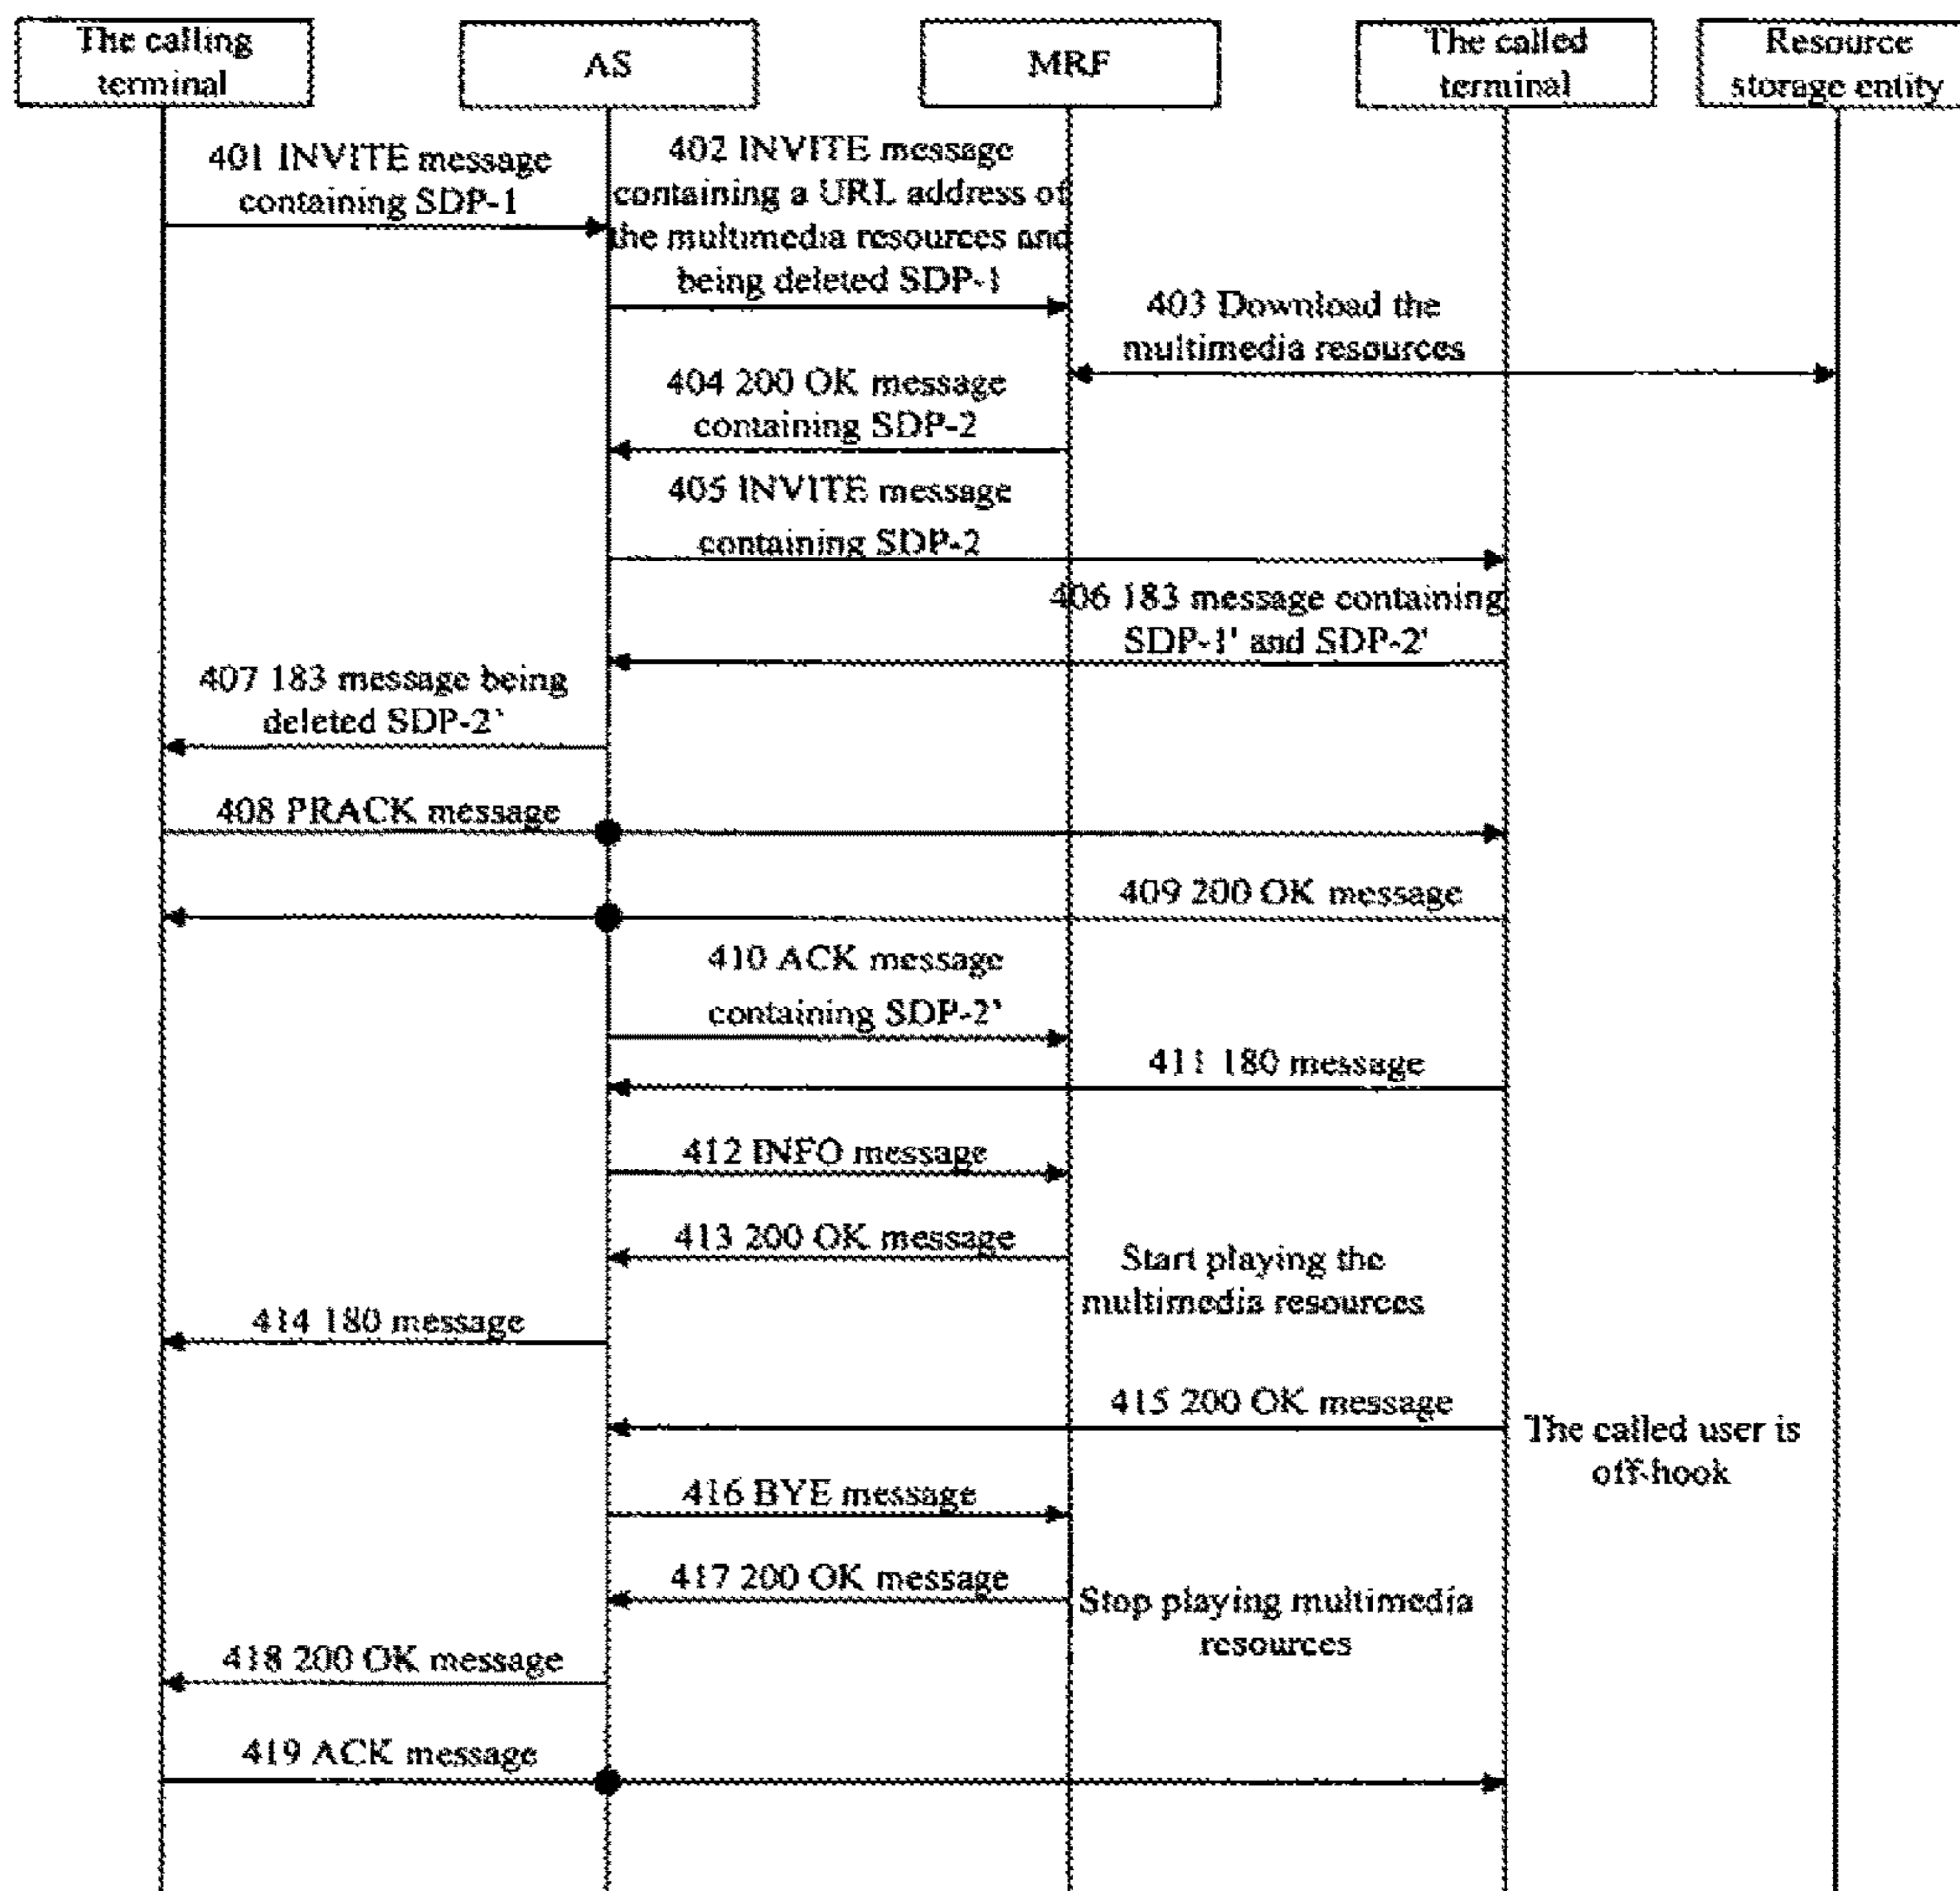 The calling
terminal
AS
MRF
The called
terminal
Resource
storage entity
401 INVITE message
containing SDP-1
402 INVITE message
containing a URL address of
the multimedia resources and
being deleted SDP-1
403 Download the
multimedia resources
404 200 OK message
containing SDP-2
405 INVITE message
containing SDP-2
406 183 message containing
SDP-1' and SDP-2'
407 183 message being
deleted SDP-2`
408 PRACK message
409 200 OK message
410 ACK message
containing SDP-2'
411 180 message
412 INFO message
413 200 OK message
Start playing the
multimedia resources
414 180 message
415 200 OK message
The called user is
off-hook
416 BYE message
417 200 OK message
Stop playing multimedia
resources
418 200 OK message
419 ACK message